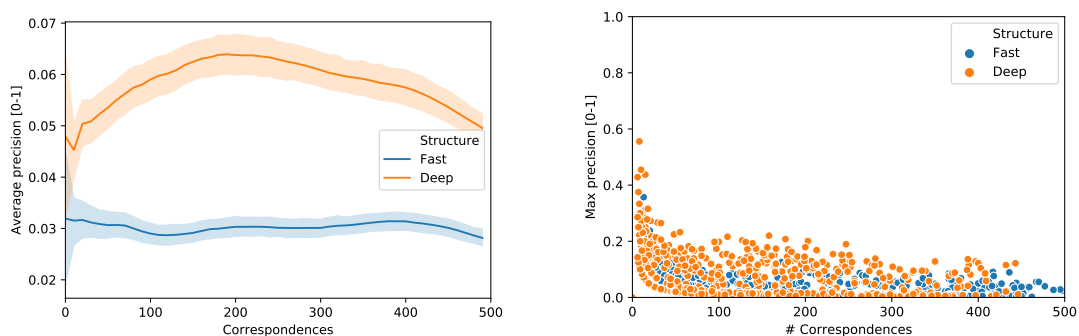 0.07
0.06
0.05
0.04
0.03
0.02
Average precision [0-1]
Structure
Fast
Deep
0
100
200
300
400
500
Correspondences
1.0
0.8
0.6
0.4
0.2
0.0
Max precision [0-1]
Structure
Fast
Deep
0
100
200
300
400
500
# Correspondences